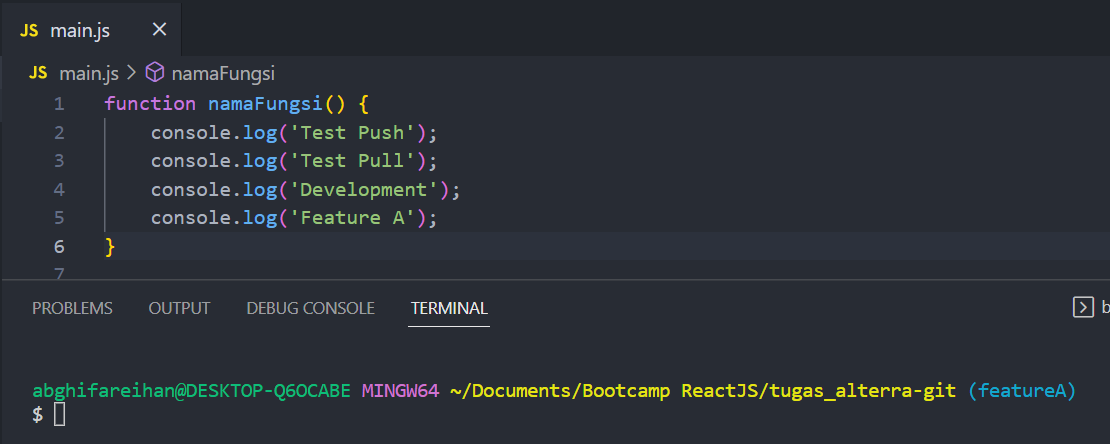 JS main.js ×
JS main.js > namaFungsi
1 function namaFungsi() {
2     console.log('Test Push');
3     console.log('Test Pull');
4     console.log('Development');
5     console.log('Feature A');
6 }
7
PROBLEMS OUTPUT DEBUG CONSOLE TERMINAL b
abghifareihan@DESKTOP-Q6OCABE MINGW64 ~/Documents/Bootcamp ReactJS/tugas_alterra-git (featureA)
$